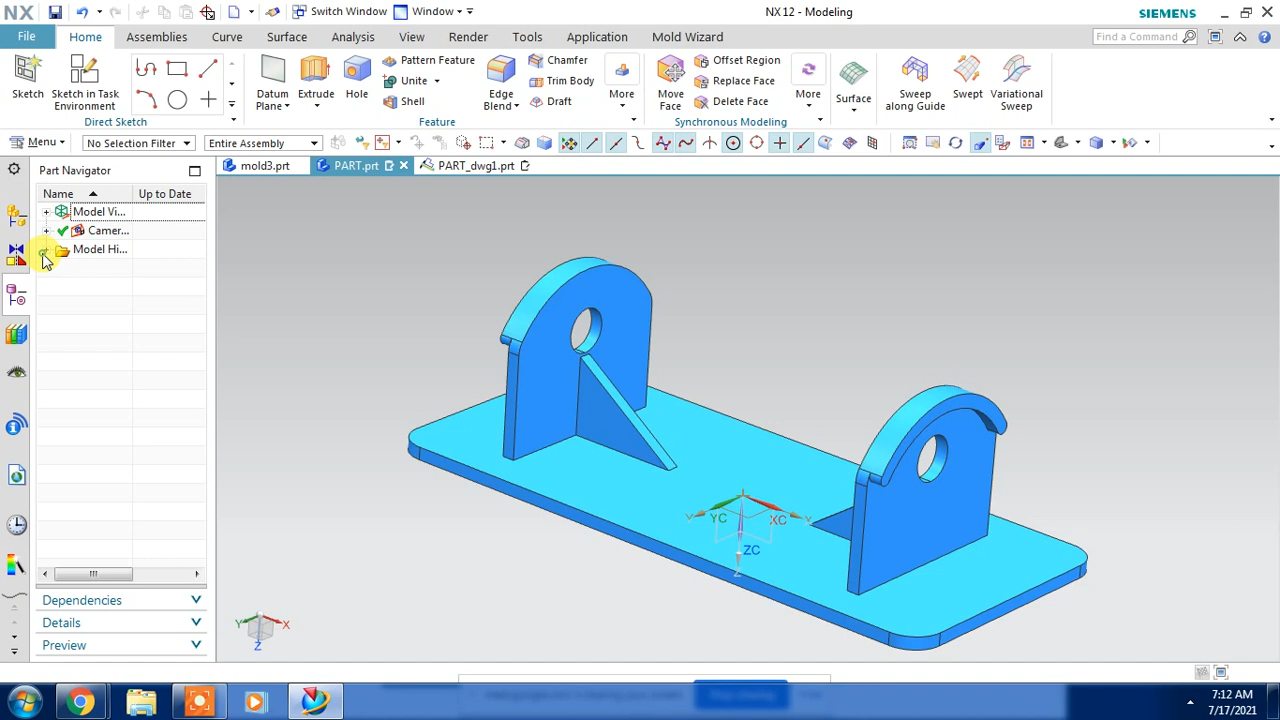 NX Switch Window Window NX 12 - Modeling SIEMENS
File Home Assemblies Curve Surface Analysis View Render Tools Application Mold Wizard Find a Command
Sketch Sketch in Task Environment Datum Plane Extrude Hole Pattern Feature Unite Shell Edge Blend Chamfer Trim Body Draft More Move Face Offset Region Replace Face Delete Face More Surface Sweep along Guide Swept Variational Sweep
Direct Sketch Feature Synchronous Modeling
Menu No Selection Filter Entire Assembly
Part Navigator mold3.prt PART.prt PART_dwg1.prt
Name Up to Date
Model Vi...
Camer...
Model Hi...
Y YC XC X
ZC
Z
Dependencies
Details
Preview
Y X
Z
7:12 AM
7/17/2021